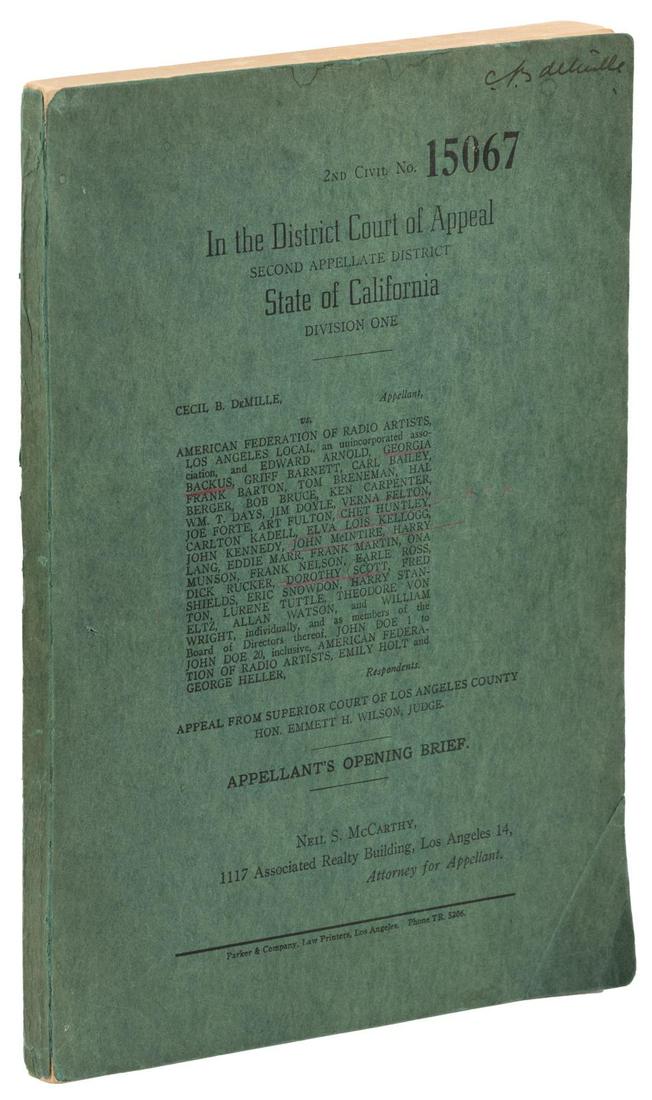 C B deMille
2ND CIVIL NO. 15067
In the District Court of Appeal
SECOND APPELLATE DISTRICT
State of California
DIVISION ONE
CECIL B. DEMILLE,
Appellant,
vs.
AMERICAN FEDERATION OF RADIO ARTISTS,
LOS ANGELES LOCAL, an unincorporated asso-
ciation, and EDWARD ARNOLD, GEORGIA
BACKUS, GRIFF BARNETT, CARL BAILEY,
FRANK BARTON, TOM BRENEMAN, HAL
BERGER, BOB BRUCE, KEN CARPENTER,
WM. T. DAYS, JIM DOYLE, VERNA FELTON,
JOE FORTE, ART FULTON, CHET HUNTLEY,
CARLTON KADELL, ELVA LOIS KELLOGG,
JOHN KENNEDY, JOHN McINTIRE, HARRY
LANG, EDDIE MARR, FRANK MARTIN, ONA
MUNSON, FRANK NELSON, EARLE ROSS,
DICK RUCKER, DOROTHY SCOTT, FRED
SHIELDS, ERIC SNOWDON, HARRY STAN-
TON, LURENE TUTTLE, THEODORE VON
ELTZ, ALLAN WATSON, and WILLIAM
WRIGHT, individually, and as members of the
Board of Directors thereof, JOHN DOE 1 to
JOHN DOE 20, inclusive, AMERICAN FEDERA-
TION OF RADIO ARTISTS, EMILY HOLT and
GEORGE HELLER,
Respondents.
APPEAL FROM SUPERIOR COURT OF LOS ANGELES COUNTY
HON. EMMETT H. WILSON, JUDGE.
APPELLANT'S OPENING BRIEF.
NEIL S. McCARTHY,
1117 Associated Realty Building, Los Angeles 14,
Attorney for Appellant.
Parker & Company, Law Printers, Los Angeles. Phone TR. 5206.